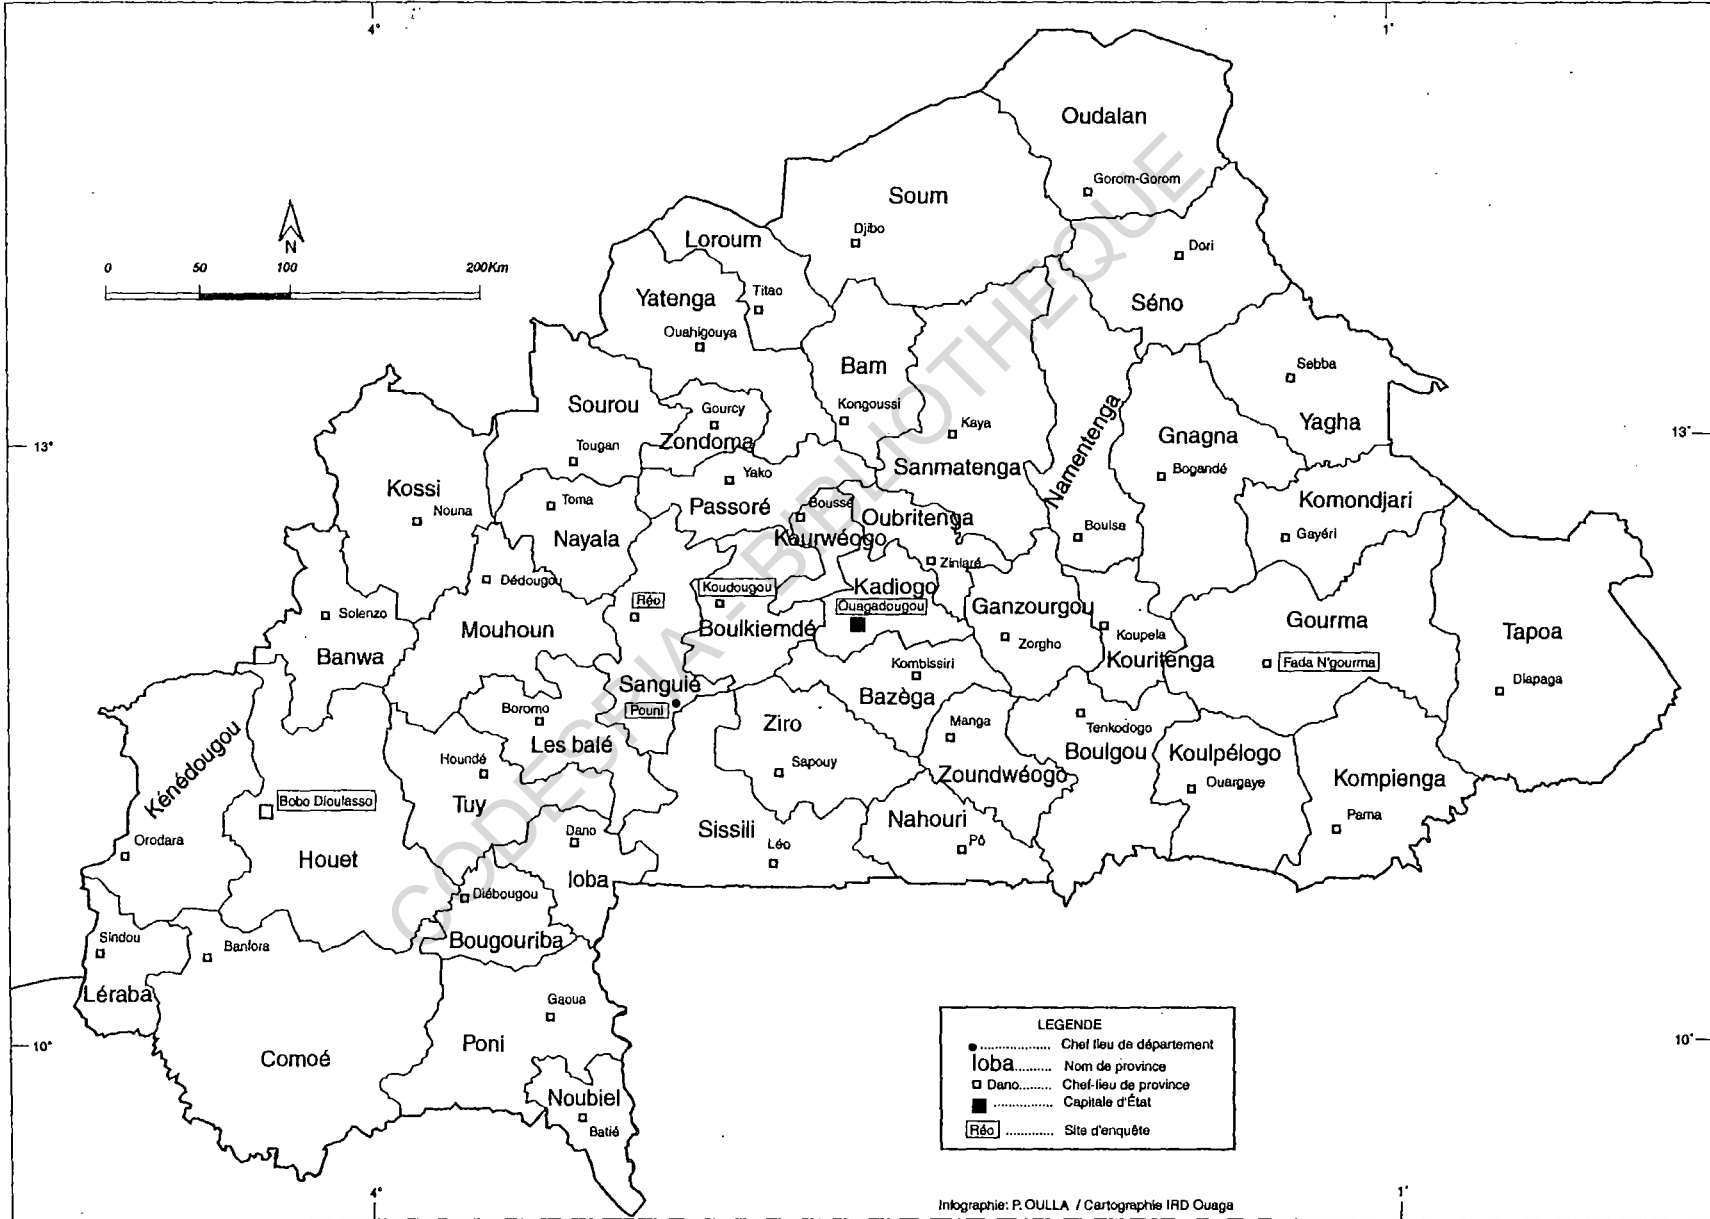 4°
1°
Oudalan
Gorom-Gorom
Soum
Djibo
Dori
Séno
N
0 50 100 200Km
Loroum
Titao
Yatenga
Ouahigouya
Bam
Kongoussi
Sebba
Yagha
Sourou
Tougan
Gourcy
Zondoma
Kaya
Sanmatenga
Namentenga
Boulsa
Gnagna
Bogandé
13°
13°
Kossi
Nouna
Toma
Nayala
Yako
Passoré
Boussé
Kourwéogo
Oubritenga
Ziniaré
Komondjari
Gayéri
Dédougou
Mouhoun
Solenzo
Banwa
Réo
Koudougou
Boulkiemdé
Kadiogo
Ouagadougou
Ganzourgou
Zorgho
Koupela
Kouritenga
Gourma
Fada N'gourma
Tapoa
Diapaga
Sanguié
Pouni
Boromo
Les balé
Kombissiri
Bazèga
Ziro
Sapouy
Manga
Zoundwéogo
Tenkodogo
Boulgou
Koulpélogo
Ouargaye
Kompienga
Pama
Kénédougou
Orodara
Bobo Dioulasso
Houet
Houndé
Tuy
Dano
Ioba
Sissili
Léo
Nahouri
Pô
Diébougou
Bougouriba
Sindou
Léraba
Banfora
Comoé
Gaoua
Poni
Noubiel
Batié
10°
10°
CODESRIA - BIBLIOTHEQUE
LEGENDE
.................... Chef lieu de département
Ioba.......... Nom de province
Dano......... Chef-lieu de province
................. Capitale d'État
Réo ............. Site d'enquête
4°
1°
Infographie: P. OULLA / Cartographie IRD Ouaga